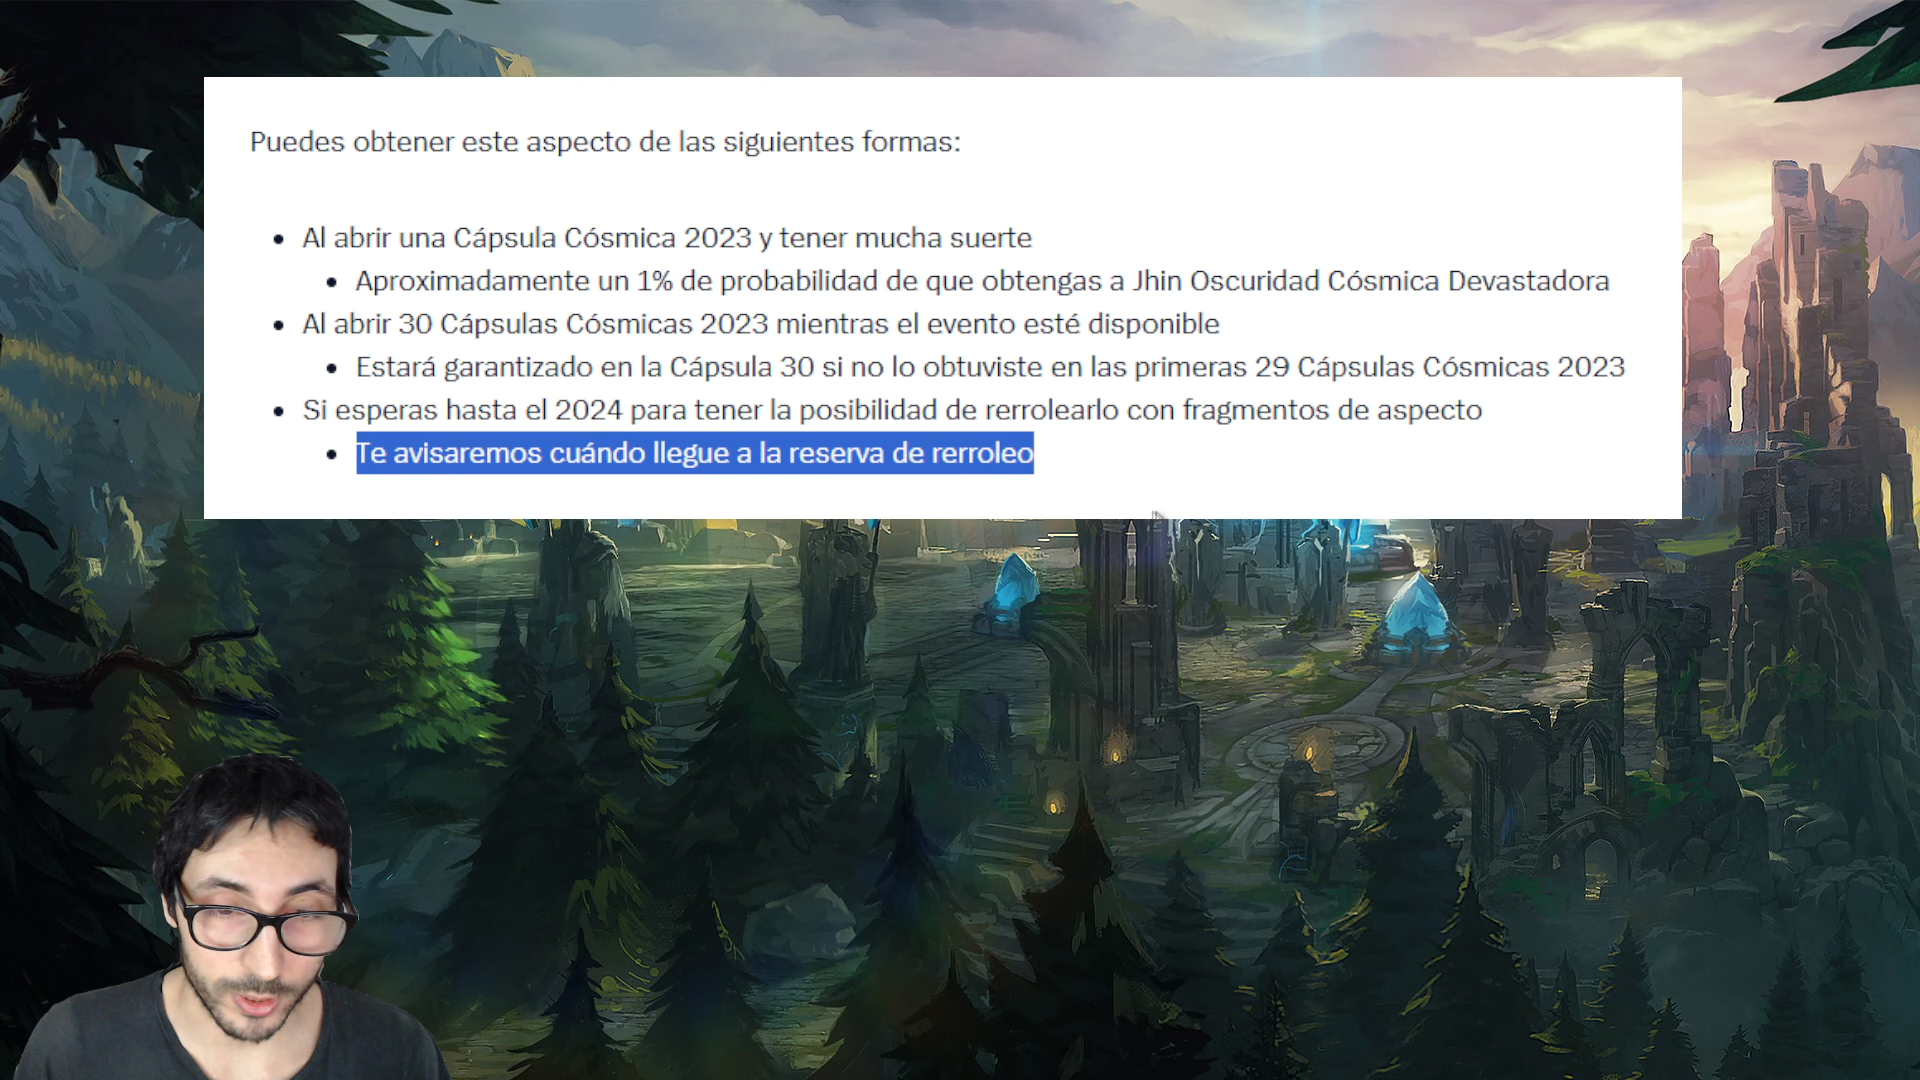 Puedes obtener este aspecto de las siguientes formas:
Al abrir una Cápsula Cósmica 2023 y tener mucha suerte
Aproximadamente un 1% de probabilidad de que obtengas a Jhin Oscuridad Cósmica Devastadora
Al abrir 30 Cápsulas Cósmicas 2023 mientras el evento esté disponible
Estará garantizado en la Cápsula 30 si no lo obtuviste en las primeras 29 Cápsulas Cósmicas 2023
Si esperas hasta el 2024 para tener la posibilidad de rerrolearlo con fragmentos de aspecto
Te avisaremos cuándo llegue a la reserva de rerroleo